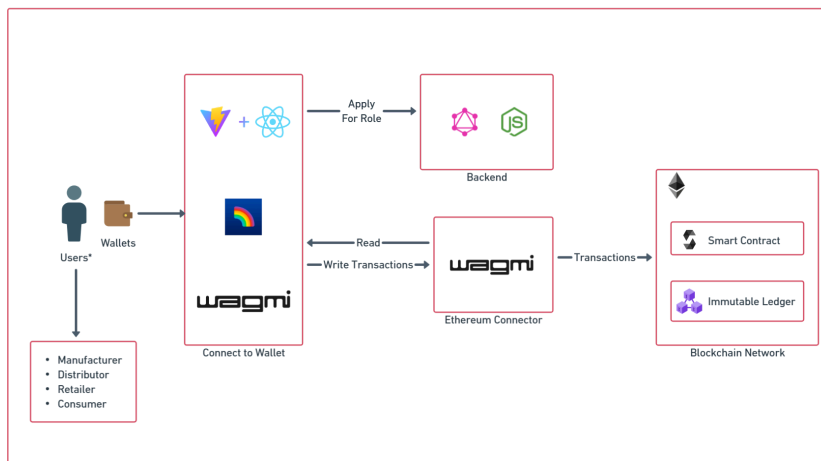 +
Apply
For Role
JS
Backend
Wallets
Users*
Read
Write Transactions
wagmi
Transactions
Smart Contract
wagmi
Immutable Ledger
Ethereum Connector
Connect to Wallet
Blockchain Network
• Manufacturer
• Distributor
• Retailer
• Consumer